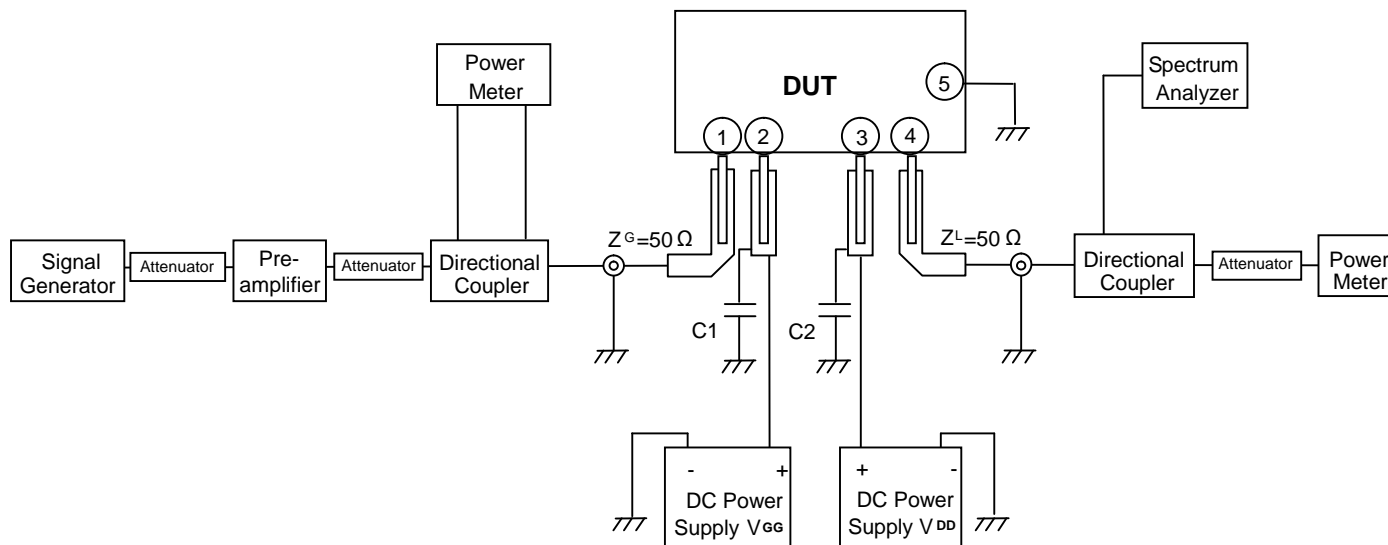 Power
Meter
DUT
5
Spectrum
Analyzer
1
2
3
4
Signal
Generator
Attenuator
Pre-
amplifier
Attenuator
Directional
Coupler
ZG=50 Ω
ZL=50 Ω
Directional
Coupler
Attenuator
Power
Meter
C1
C2
- +
DC Power
Supply VGG
+ -
DC Power
Supply VDD